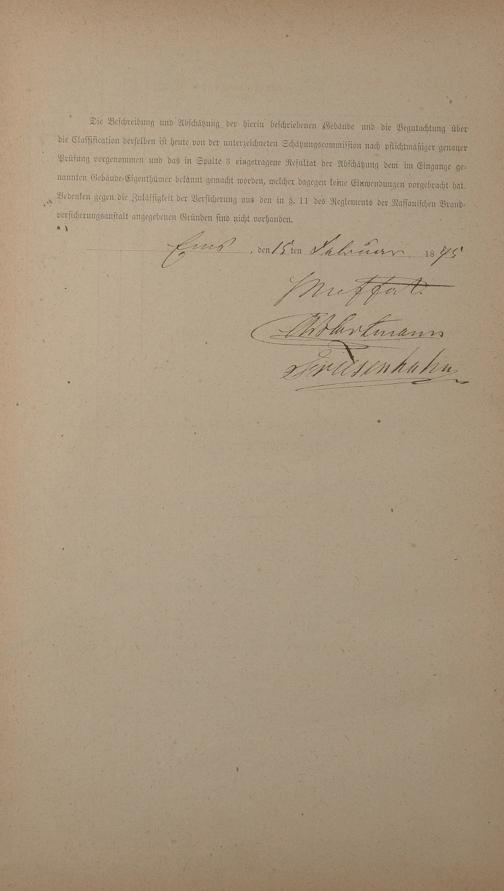 Die Beschreibung und Abschätzung der hierin beschriebenen Gebäude und die Begutachtung über
die Classification derselben ist heute von der unterzeichneten Schätzungscommission nach pflichtmäßiger genauer
Prüfung vorgenommen und das in Spalte 3 eingetragene Resultat der Abschätzung dem im Eingange ge-
nannten Gebäude-Eigenthümer bekannt gemacht worden, welcher dagegen keine Einwendungen vorgebracht hat.
Bedenken gegen die Zulässigkeit der Versicherung aus den in §. 11 des Reglements der Nassauischen Brand-
versicherungsanstalt angegebenen Gründen sind nicht vorhanden.
Ems, den 15ten Februar 1895
Muffat
Wortmann
Friesenhahn